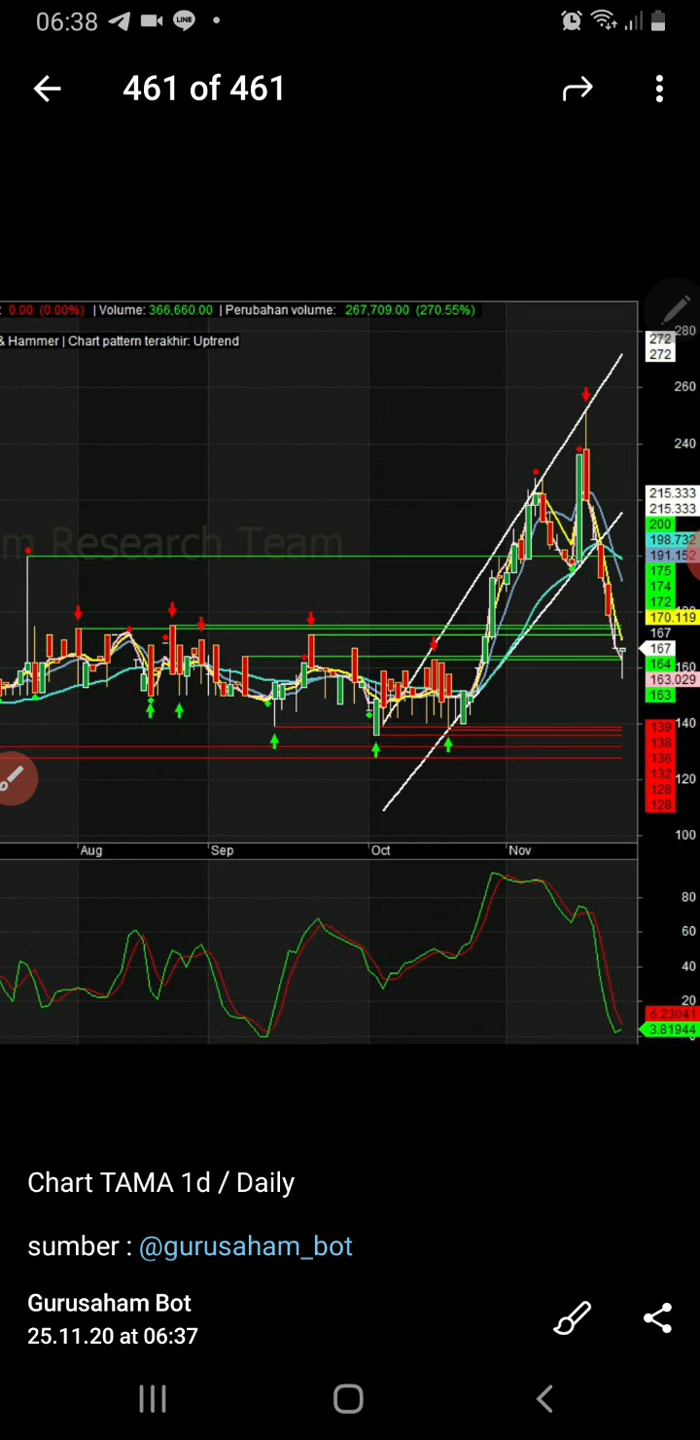 06:38
LINE
461 of 461
: 0.00 (0.00%) | Volume: 366,660.00 | Perubahan volume: 267,709.00 (270.55%)
& Hammer | Chart pattern terakhir: Uptrend
m Research Team
280
272
272
260
240
215.333
215.333
200
198.732
191.152
175
174
172
170.119
167
167
164
163.029
163
160
139
138
136
132
128
128
140
120
100
Aug
Sep
Oct
Nov
80
60
40
20
6.23041
3.81944
Chart TAMA 1d / Daily
sumber : @gurusaham_bot
Gurusaham Bot
25.11.20 at 06:37